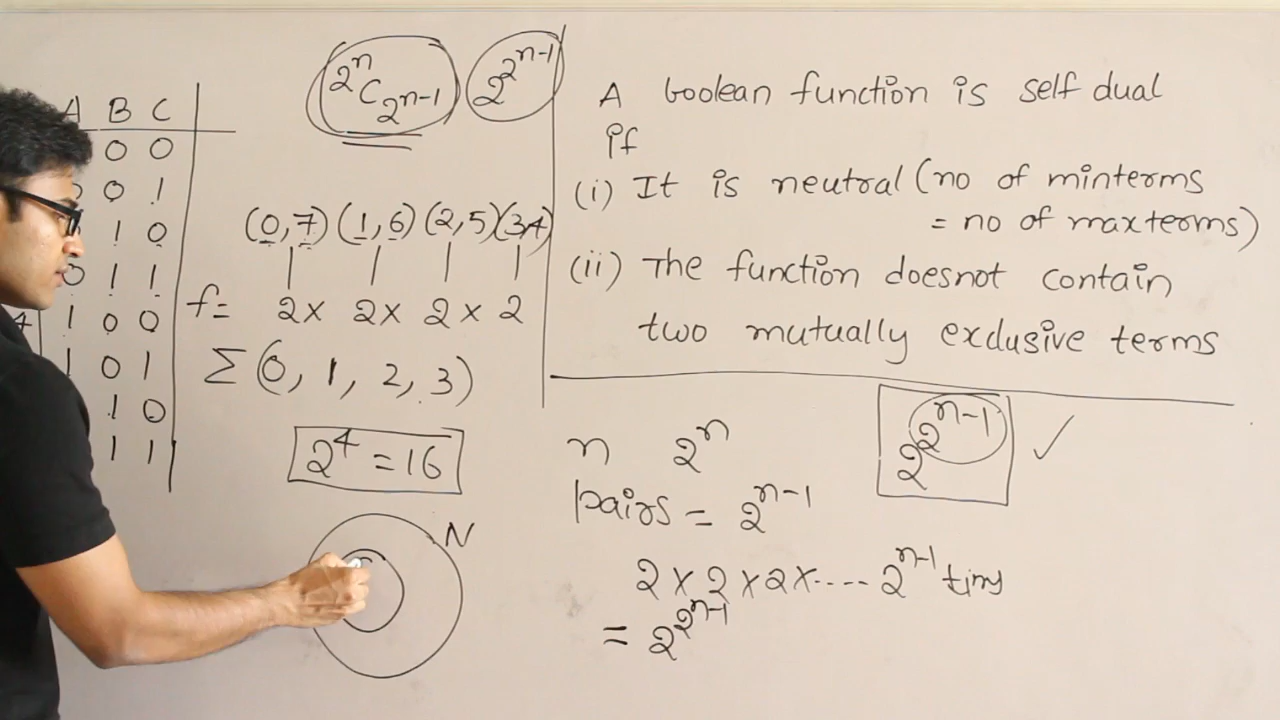 A B C
0 0
0 1
1 0
0 1 1
4 1 0 0
1 0 1
1 0
1 1
2^n C_{2^{n-1}} 2^{2^{n-1}}
(0,7) (1,6) (2,5) (3,4)
f = 2 x 2 x 2 x 2
Σ (0, 1, 2, 3)
2^4 = 16
N
A boolean function is self dual
if
(i) It is neutral (no of minterms
= no of maxterms)
(ii) The function doesnot contain
two mutually exclusive terms
n 2^n 2^{2^{n-1}} ✓
pairs = 2^{n-1}
2 x 2 x 2 x ---- 2^{n-1} times
= 2^{2^{n-1}}